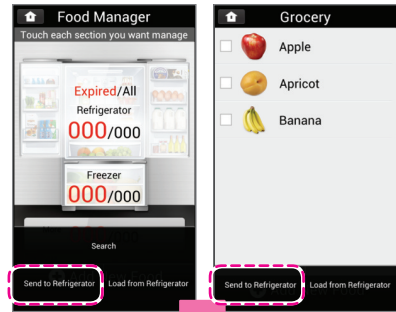 Food Manager
Touch each section you want manage
Expired/All
Refrigerator
000/000
Freezer
000/000
Search
Send to Refrigerator
Load from Refrigerator
Grocery
Apple
Apricot
Banana
Send to Refrigerator
Load from Refrigerator